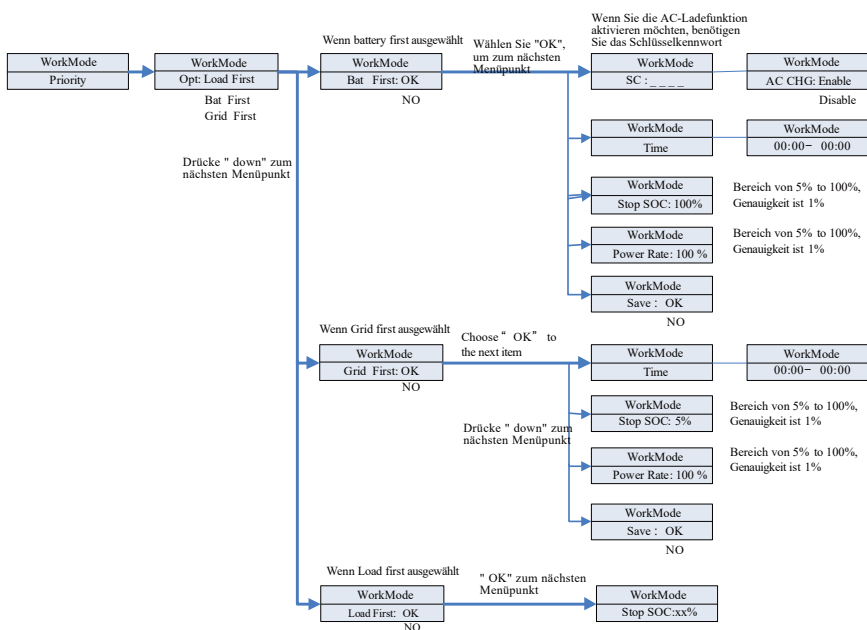 Wenn Sie die AC-Ladefunktion
aktivieren möchten, benötigen
Sie das Schlüsselkennwort
Wenn battery first ausgewählt
Wählen Sie "OK",
um zum nächsten
Menüpunkt
WorkMode
Priority
WorkMode
Opt: Load First
Bat First
Grid First
WorkMode
Bat First: OK
NO
WorkMode
SC : _ _ _ _
WorkMode
AC CHG: Enable
Disable
Drücke " down" zum
nächsten Menüpunkt
WorkMode
Time
WorkMode
00:00– 00:00
WorkMode
Stop SOC: 100%
Bereich von 5% to 100%,
Genauigkeit ist 1%
WorkMode
Power Rate: 100 %
Bereich von 5% to 100%,
Genauigkeit ist 1%
WorkMode
Save : OK
NO
Wenn Grid first ausgewählt
Choose “ OK” to
the next item
WorkMode
Grid First: OK
NO
WorkMode
Time
WorkMode
00:00– 00:00
Drücke " down" zum
nächsten Menüpunkt
WorkMode
Stop SOC: 5%
Bereich von 5% to 100%,
Genauigkeit ist 1%
WorkMode
Power Rate: 100 %
Bereich von 5% to 100%,
Genauigkeit ist 1%
WorkMode
Save : OK
NO
Wenn Load first ausgewählt
" OK" zum nächsten
Menüpunkt
WorkMode
Load First: OK
NO
WorkMode
Stop SOC:xx%